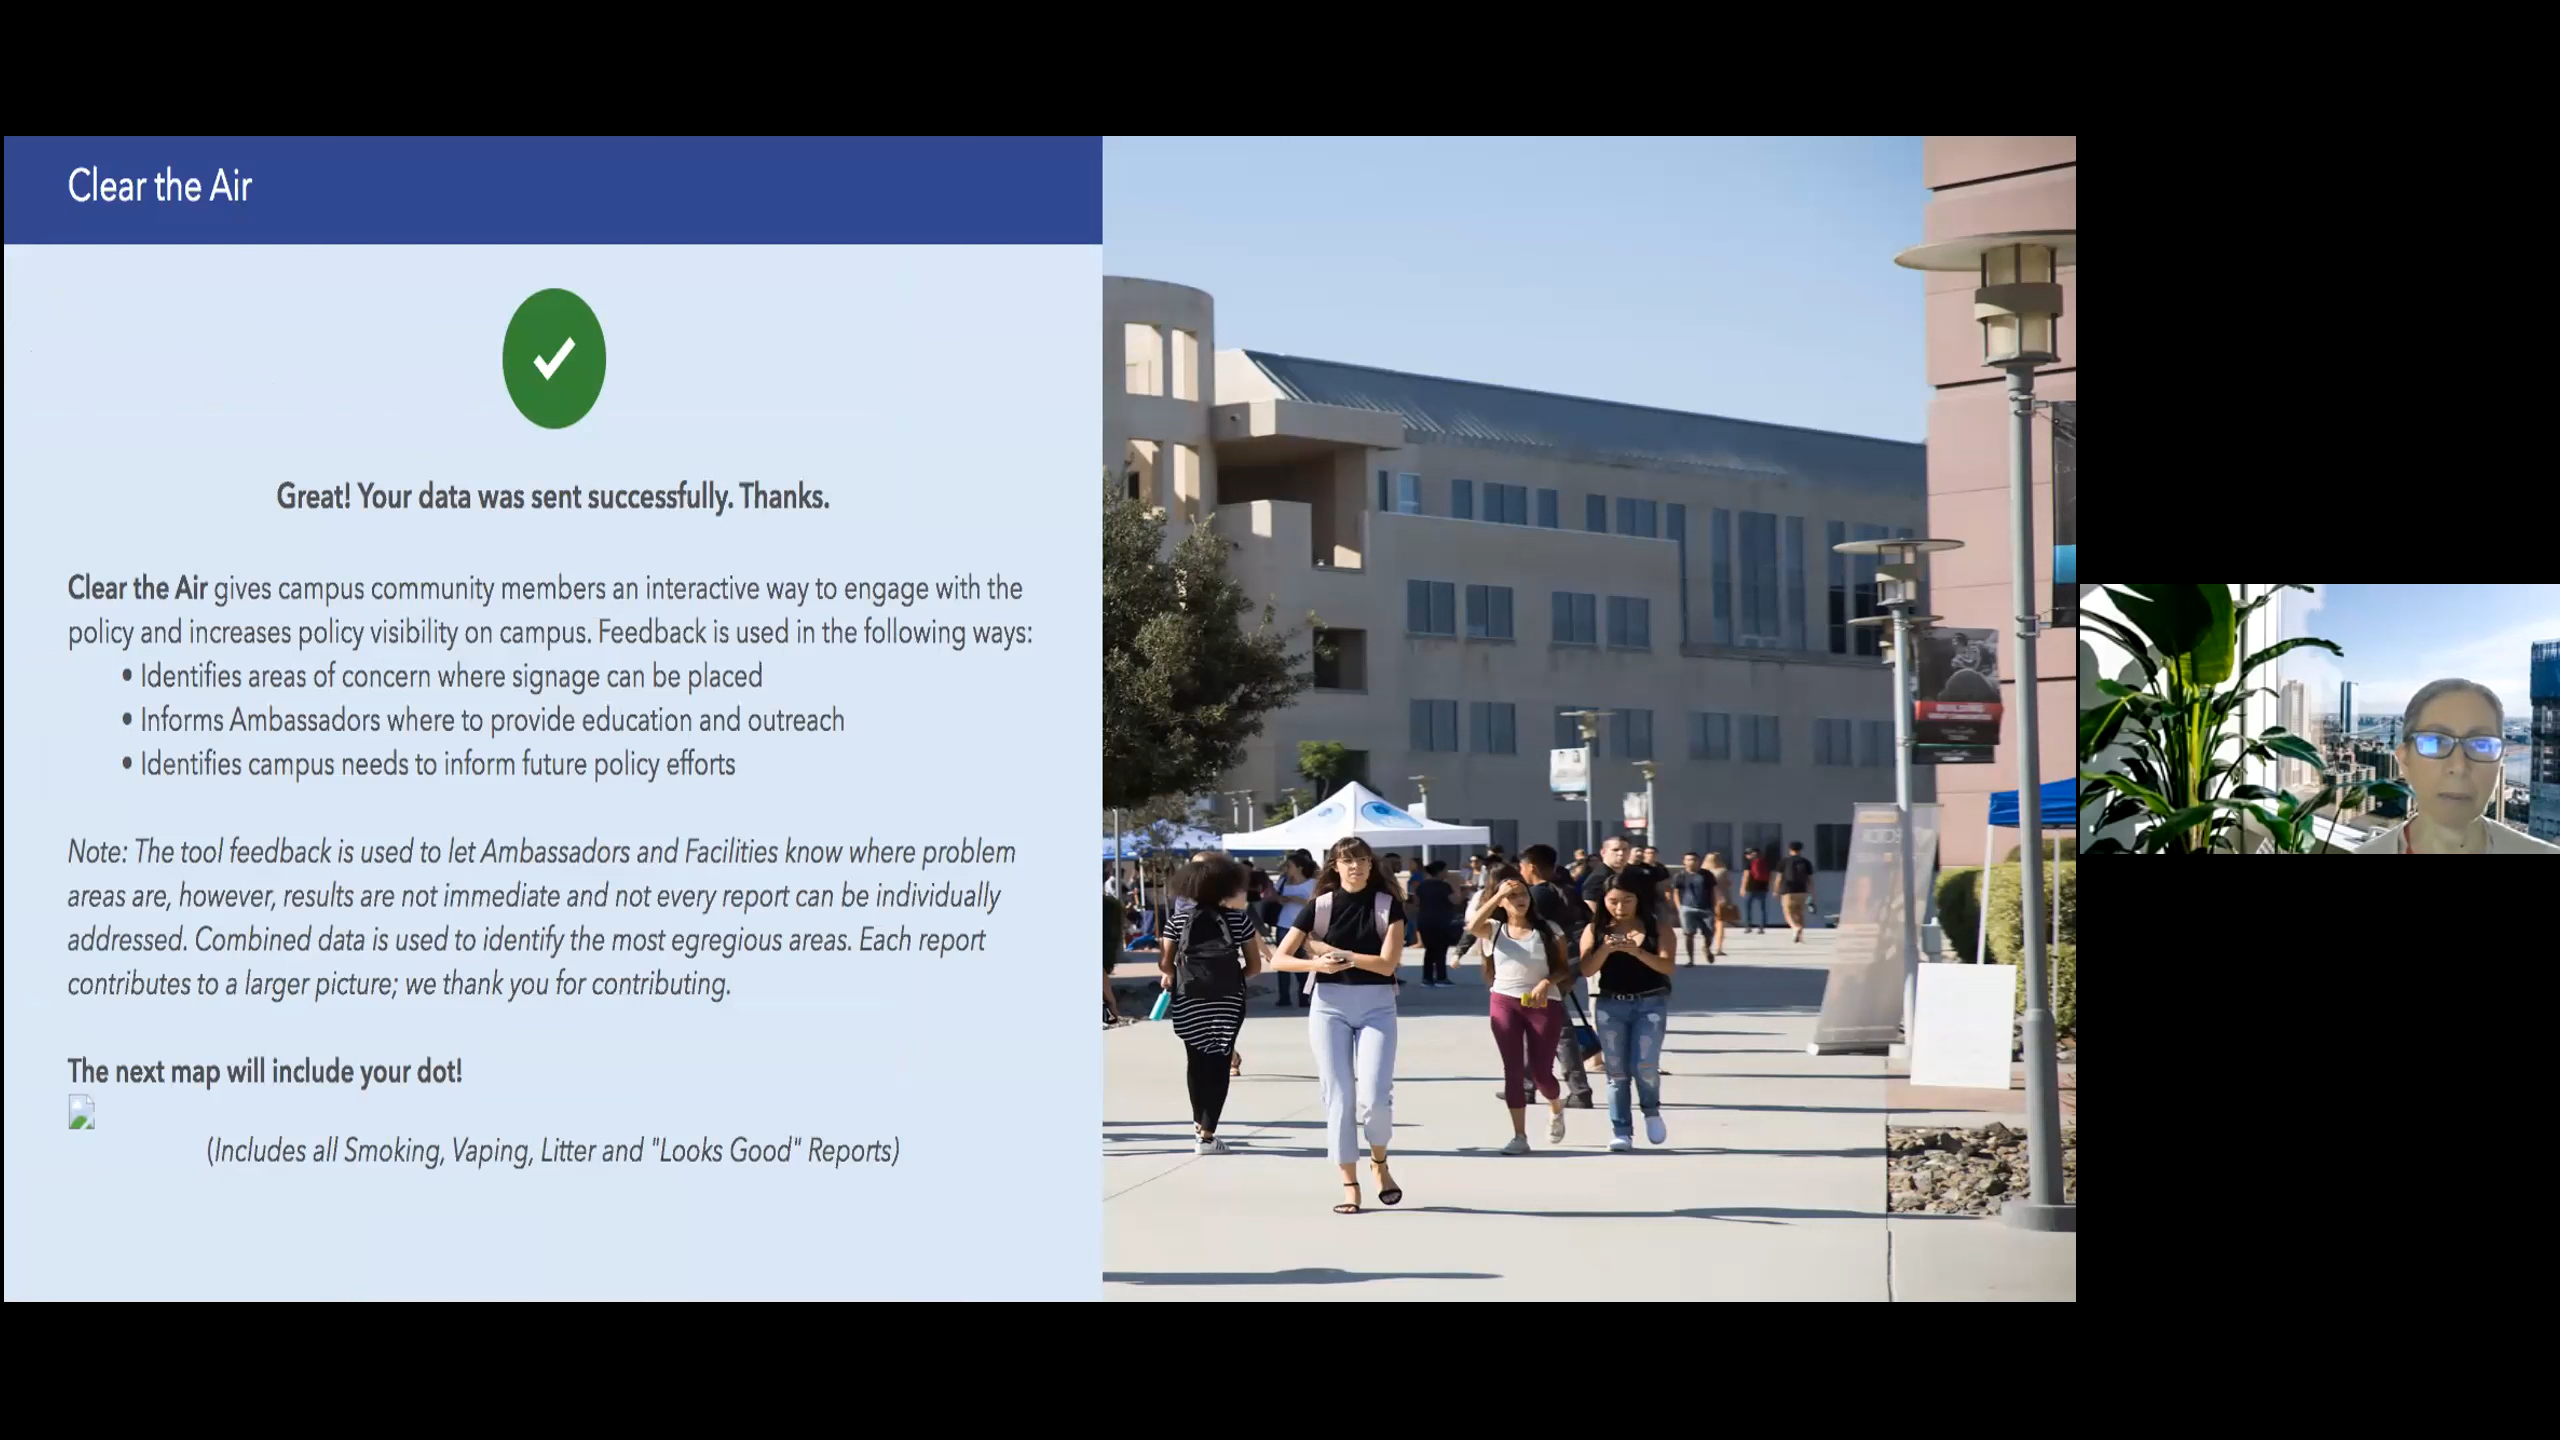 Clear the Air
Great! Your data was sent successfully. Thanks.
Clear the Air gives campus community members an interactive way to engage with the
policy and increases policy visibility on campus. Feedback is used in the following ways:
• Identifies areas of concern where signage can be placed
• Informs Ambassadors where to provide education and outreach
• Identifies campus needs to inform future policy efforts
Note: The tool feedback is used to let Ambassadors and Facilities know where problem
areas are, however, results are not immediate and not every report can be individually
addressed. Combined data is used to identify the most egregious areas. Each report
contributes to a larger picture; we thank you for contributing.
The next map will include your dot!
(Includes all Smoking, Vaping, Litter and "Looks Good" Reports)